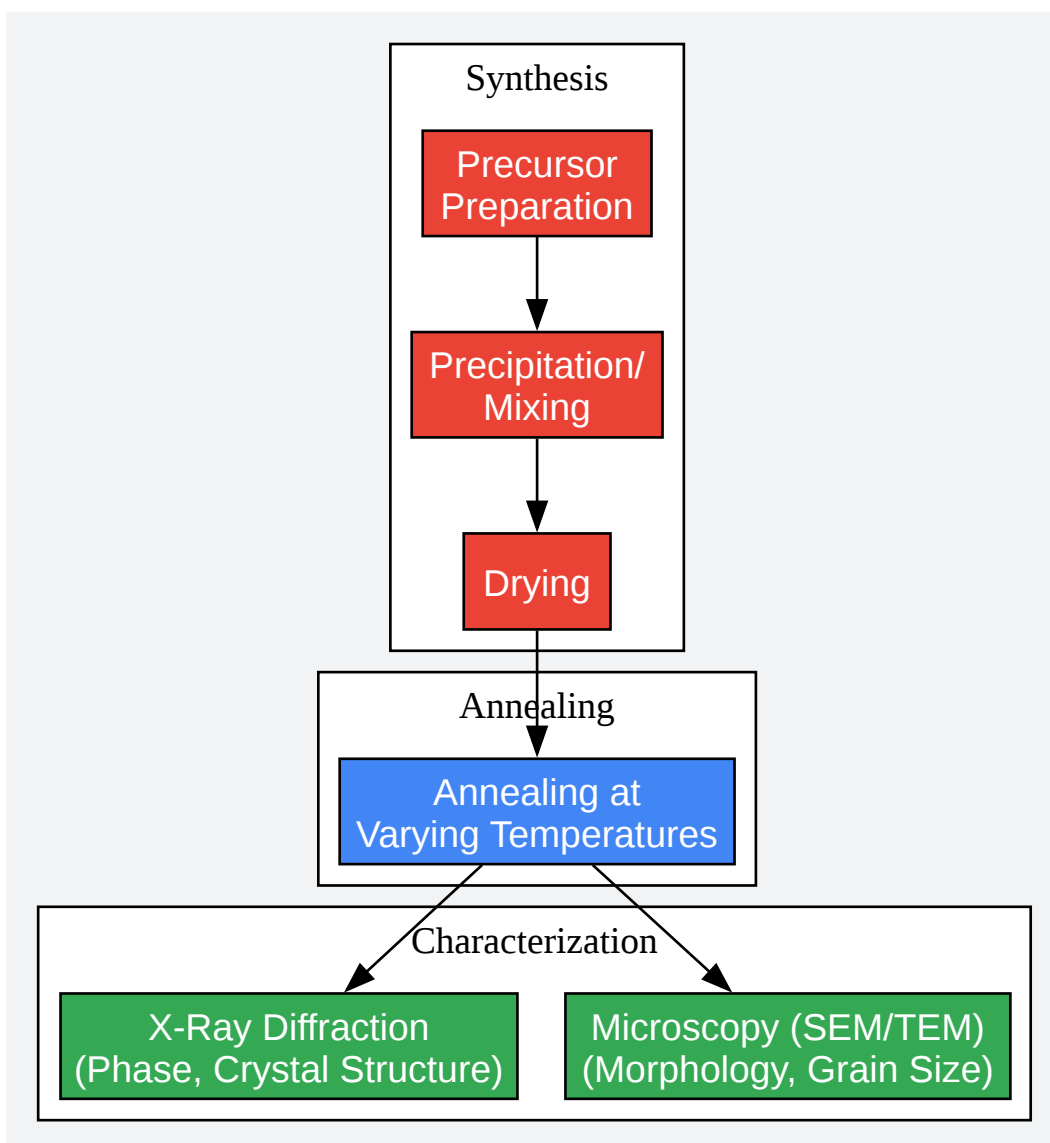 Synthesis
Precursor
Preparation
Precipitation/
Mixing
Drying
Annealing
Annealing at
Varying Temperatures
Characterization
X-Ray Diffraction
(Phase, Crystal Structure)
Microscopy (SEM/TEM)
(Morphology, Grain Size)